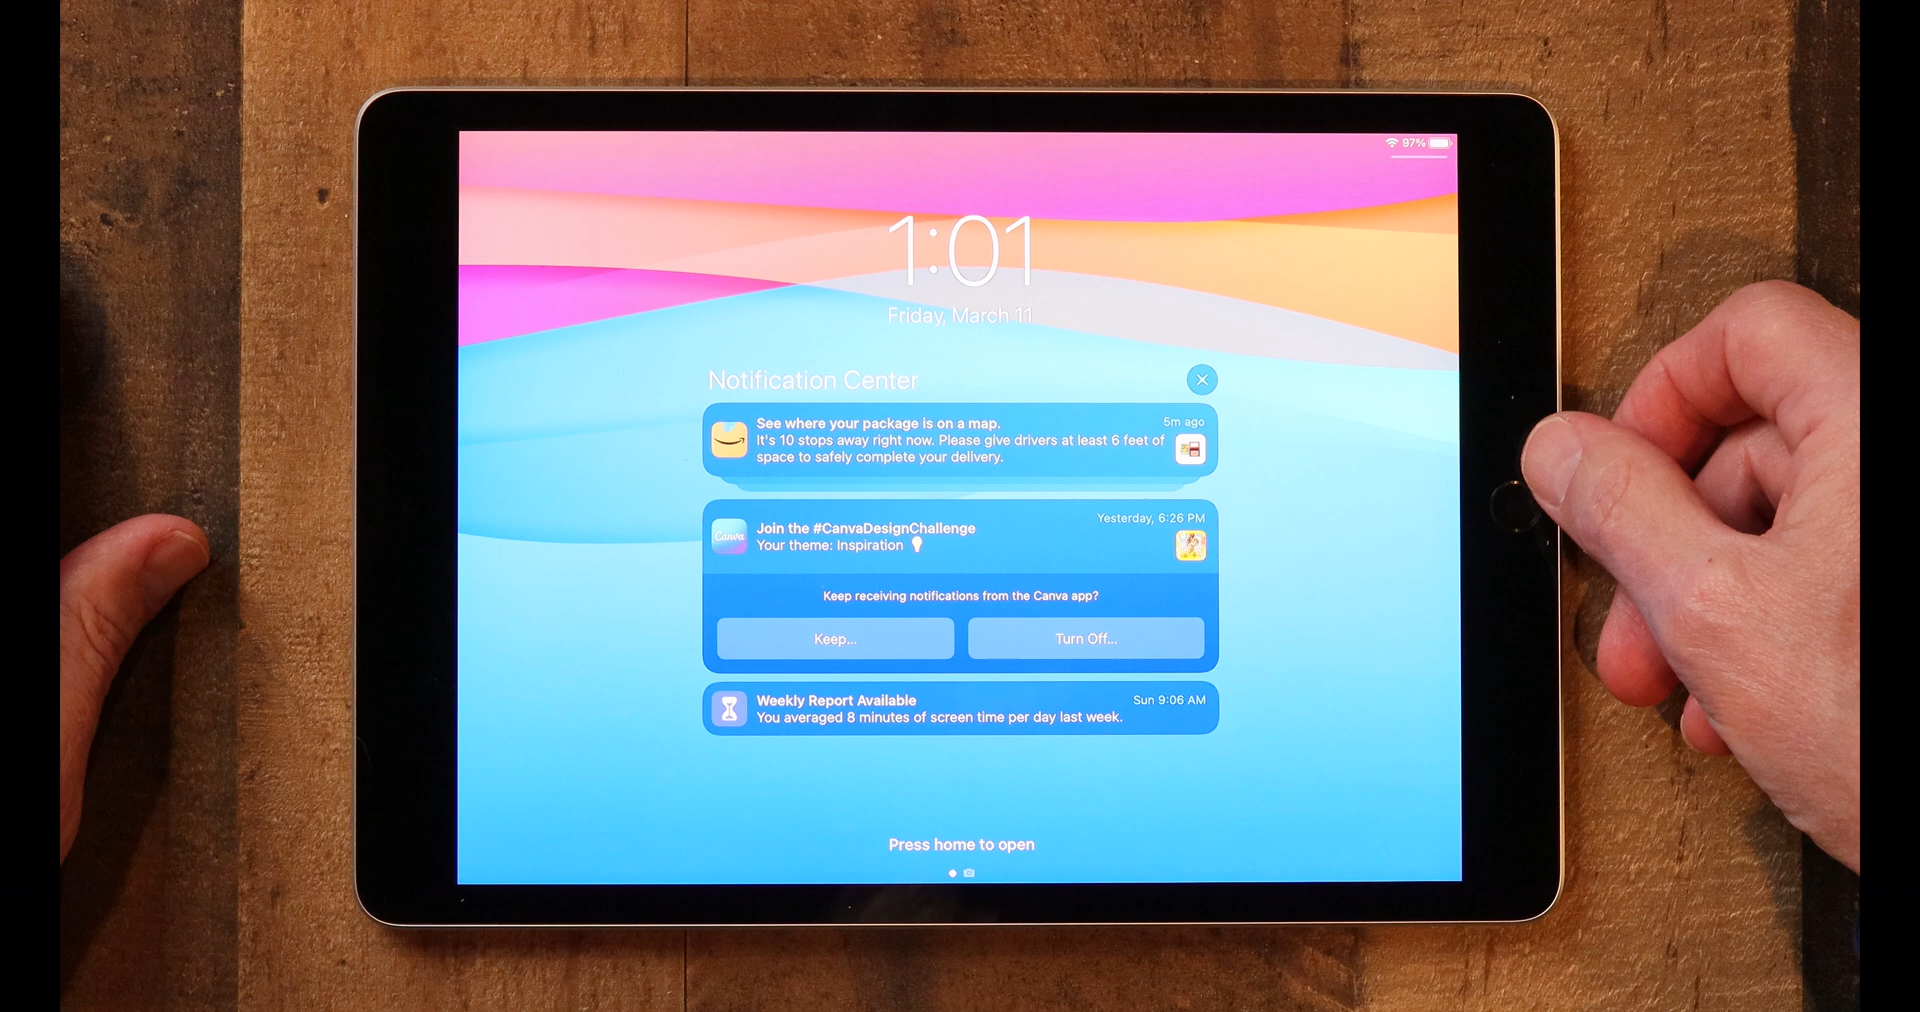 97%
1:01
Friday, March 11
Notification Center
See where your package is on a map.
5m ago
It's 10 stops away right now. Please give drivers at least 6 feet of
space to safely complete your delivery.
Yesterday, 6:26 PM
Canva
Join the #CanvaDesignChallenge
Your theme: Inspiration 💡
Keep receiving notifications from the Canva app?
Keep...
Turn Off...
Weekly Report Available
Sun 9:06 AM
You averaged 8 minutes of screen time per day last week.
Press home to open